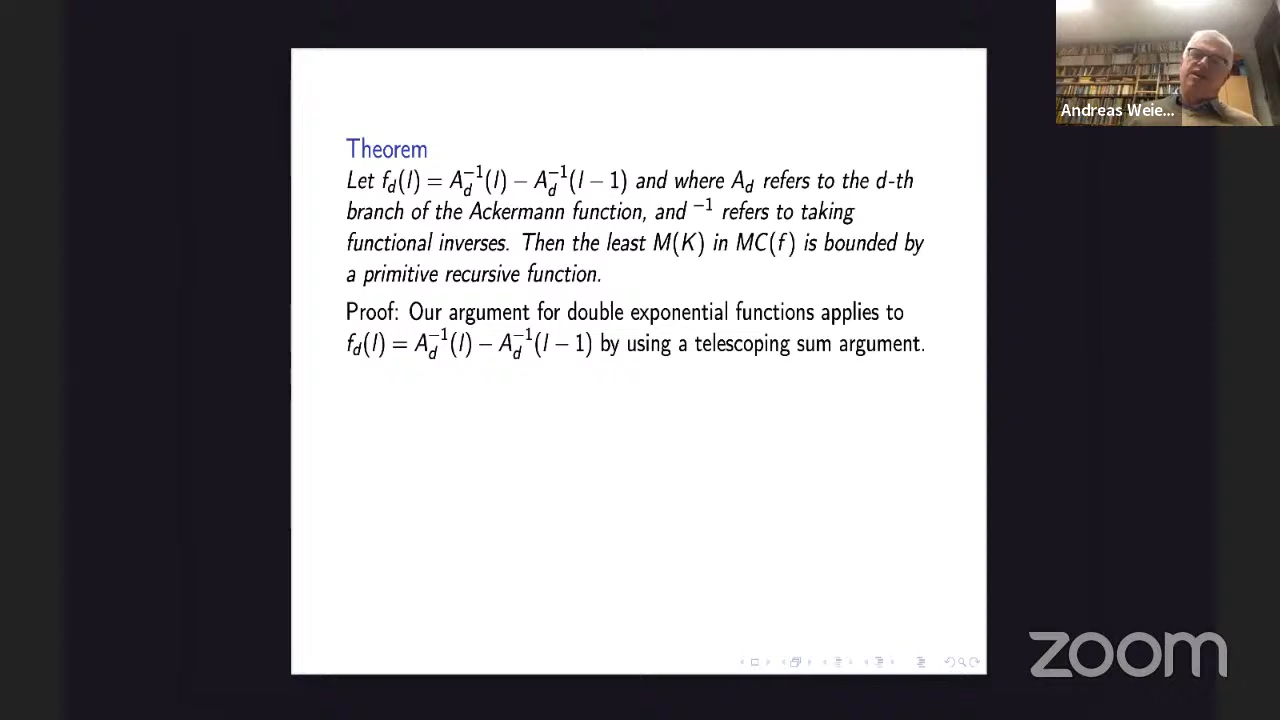 Theorem
Let f_d(l) = A_d^{-1}(l) − A_d^{-1}(l − 1) and where A_d refers to the d-th
branch of the Ackermann function, and ^{-1} refers to taking
functional inverses. Then the least M(K) in MC(f) is bounded by
a primitive recursive function.
Proof: Our argument for double exponential functions applies to
f_d(l) = A_d^{-1}(l) − A_d^{-1}(l − 1) by using a telescoping sum argument.
Andreas Weie...
zoom